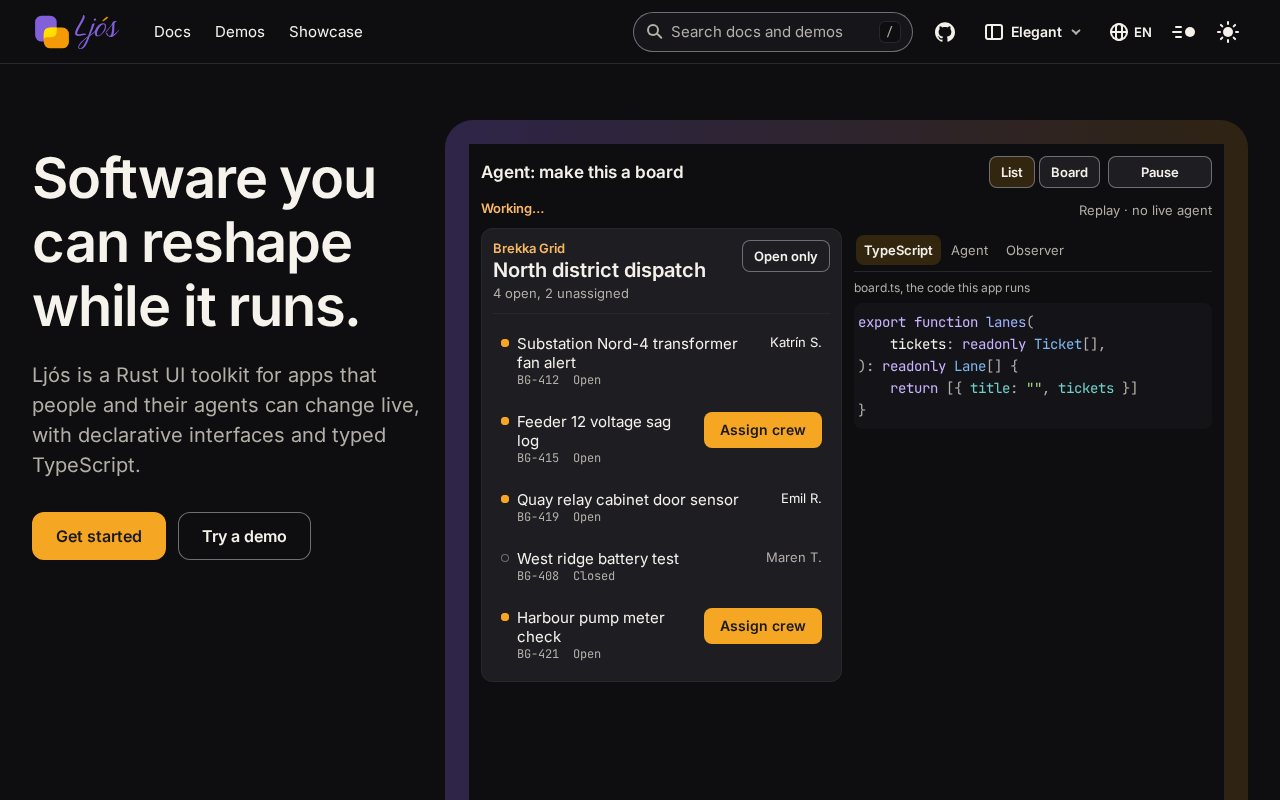 Ljós
Docs
Demos
Showcase
Search docs and demos
/
Elegant
EN
Software you
can reshape
while it runs.
Ljós is a Rust UI toolkit for apps that
people and their agents can change live,
with declarative interfaces and typed
TypeScript.
Get started
Try a demo
Agent: make this a board
List
Board
Pause
Working...
Replay · no live agent
Brekka Grid
North district dispatch
4 open, 2 unassigned
Open only
Substation Nord-4 transformer
fan alert
BG-412 Open
Katrín S.
Feeder 12 voltage sag
log
BG-415 Open
Assign crew
Quay relay cabinet door sensor
BG-419 Open
Emil R.
West ridge battery test
BG-408 Closed
Maren T.
Harbour pump meter
check
BG-421 Open
Assign crew
TypeScript
Agent
Observer
board.ts, the code this app runs
export function lanes(
    tickets: readonly Ticket[],
): readonly Lane[] {
    return [{ title: "", tickets }]
}